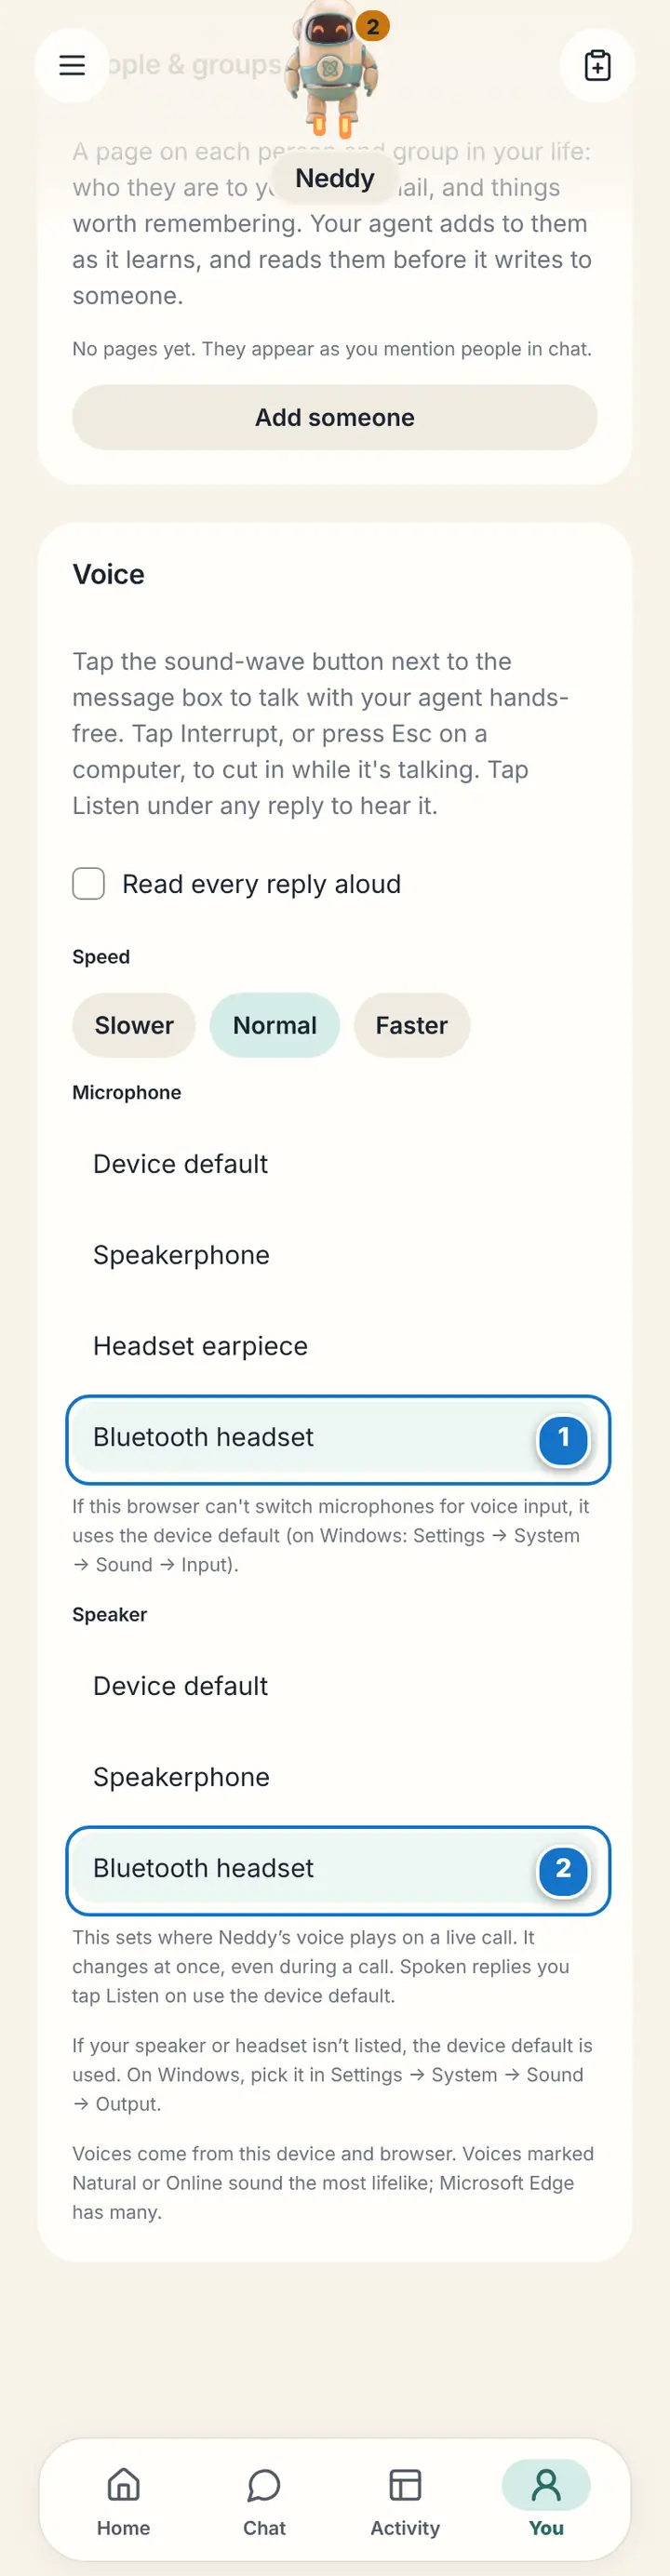 2
ople & groups
A page on each person and group in your life:
who they are to yo ail, and things
Neddy
worth remembering. Your agent adds to them
as it learns, and reads them before it writes to
someone.
No pages yet. They appear as you mention people in chat.
Add someone
Voice
Tap the sound-wave button next to the
message box to talk with your agent hands-
free. Tap Interrupt, or press Esc on a
computer, to cut in while it's talking. Tap
Listen under any reply to hear it.
Read every reply aloud
Speed
Slower Normal Faster
Microphone
Device default
Speakerphone
Headset earpiece
Bluetooth headset 1
If this browser can't switch microphones for voice input, it
uses the device default (on Windows: Settings → System
→ Sound → Input).
Speaker
Device default
Speakerphone
Bluetooth headset 2
This sets where Neddy’s voice plays on a live call. It
changes at once, even during a call. Spoken replies you
tap Listen on use the device default.
If your speaker or headset isn’t listed, the device default is
used. On Windows, pick it in Settings → System → Sound
→ Output.
Voices come from this device and browser. Voices marked
Natural or Online sound the most lifelike; Microsoft Edge
has many.
Home Chat Activity You